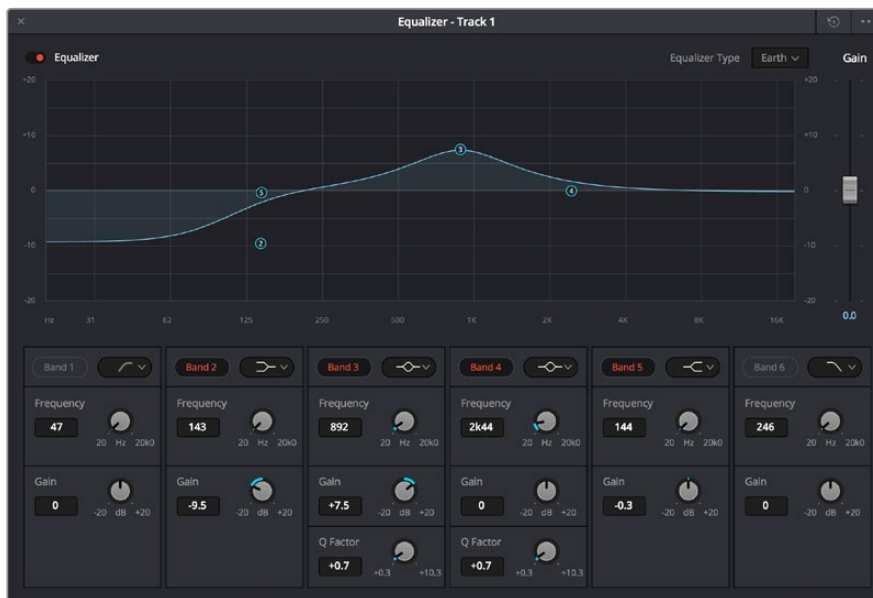 Equalizer - Track 1
Equalizer
Equalizer Type Earth Gain
+20 +20
+10 +10
0 0
-10 -10
-20 -20
5
2
3
4
Hz 31 62 125 250 500 1K 2K 4K 8K 16K 0.0
Band 1 Band 2 Band 3 Band 4 Band 5 Band 6
Frequency Frequency Frequency Frequency Frequency Frequency
47 143 892 2k44 144 246
20 Hz 20k0 20 Hz 20k0 20 Hz 20k0 20 Hz 20k0 20 Hz 20k0 20 Hz 20k0
Gain Gain Gain Gain Gain Gain
0 -9.5 +7.5 0 -0.3 0
-20 dB +20 -20 dB +20 -20 dB +20 -20 dB +20 -20 dB +20 -20 dB +20
Q Factor Q Factor
+0.7 +0.7
+0.3 +10.3 +0.3 +10.3